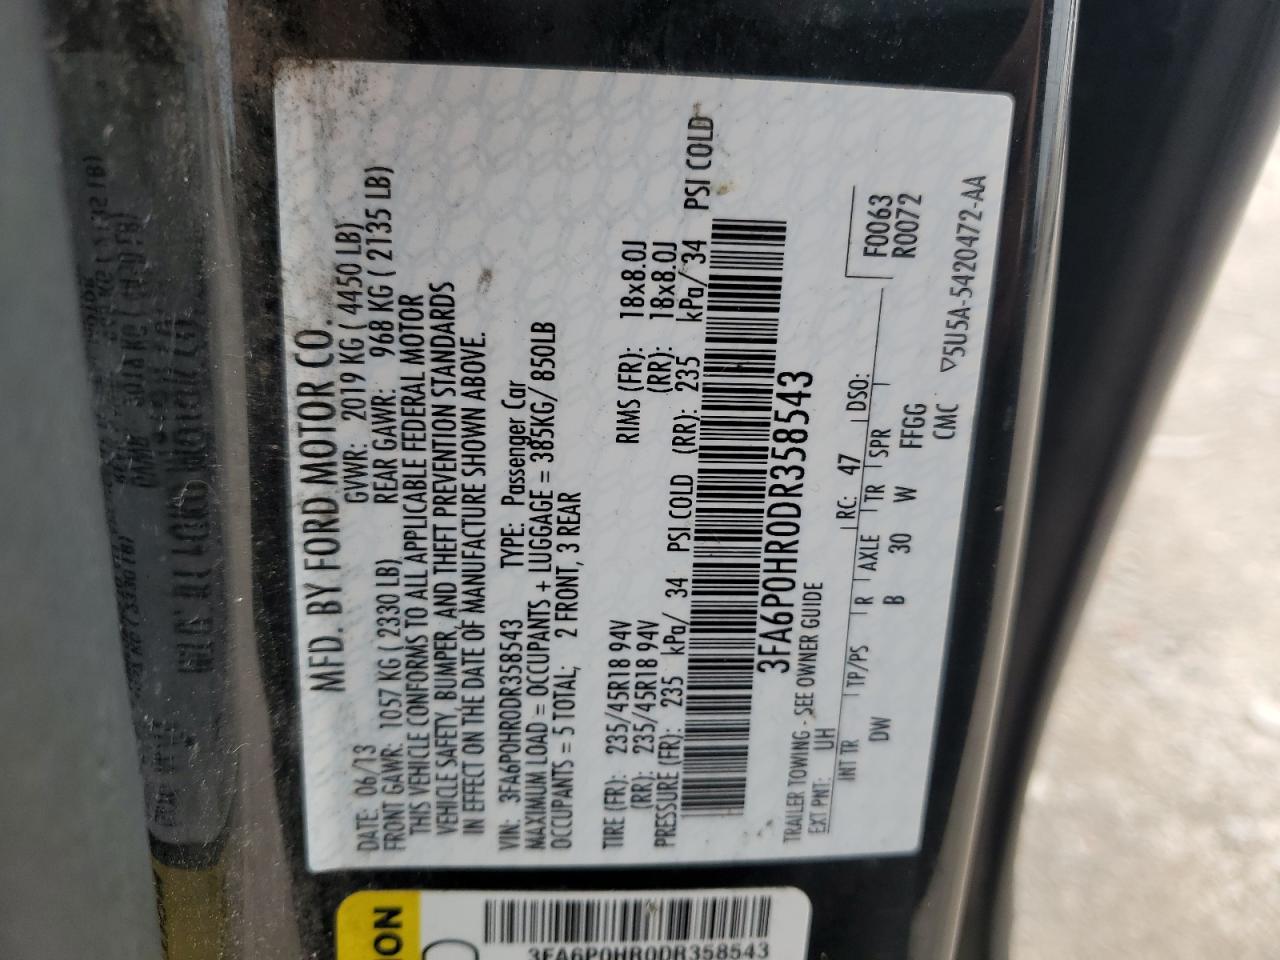 MFD. BY FORD MOTOR CO.
DATE: 06/13 GVWR: 2019 KG ( 4450 LB)
FRONT GAWR: 1057 KG ( 2330 LB) REAR GAWR: 968 KG ( 2135 LB)
THIS VEHICLE CONFORMS TO ALL APPLICABLE FEDERAL MOTOR
VEHICLE SAFETY, BUMPER, AND THEFT PREVENTION STANDARDS
IN EFFECT ON THE DATE OF MANUFACTURE SHOWN ABOVE.
VIN: 3FA6P0HR0DR358543 TYPE: Passenger Car
MAXIMUM LOAD = OCCUPANTS + LUGGAGE = 385KG/ 850LB
OCCUPANTS = 5 TOTAL, 2 FRONT, 3 REAR
TIRE (FR): 235/45R18 94V RIMS (FR): 18x8.0J
(RR): 235/45R18 94V (RR): 18x8.0J
PRESSURE (FR): 235 kPa/ 34 PSI COLD (RR): 235 kPa/ 34 PSI COLD
3FA6P0HR0DR358543
TRAILER TOWING - SEE OWNER GUIDE
EXT PNT: UH RC: 47 DSO: F0063
INT TR TP/PS R AXLE TR SPR R0072
DW B 30 W FFGG
CMC ▽5U5A-5420472-AA
ON
3FA6P0HR0DR358543